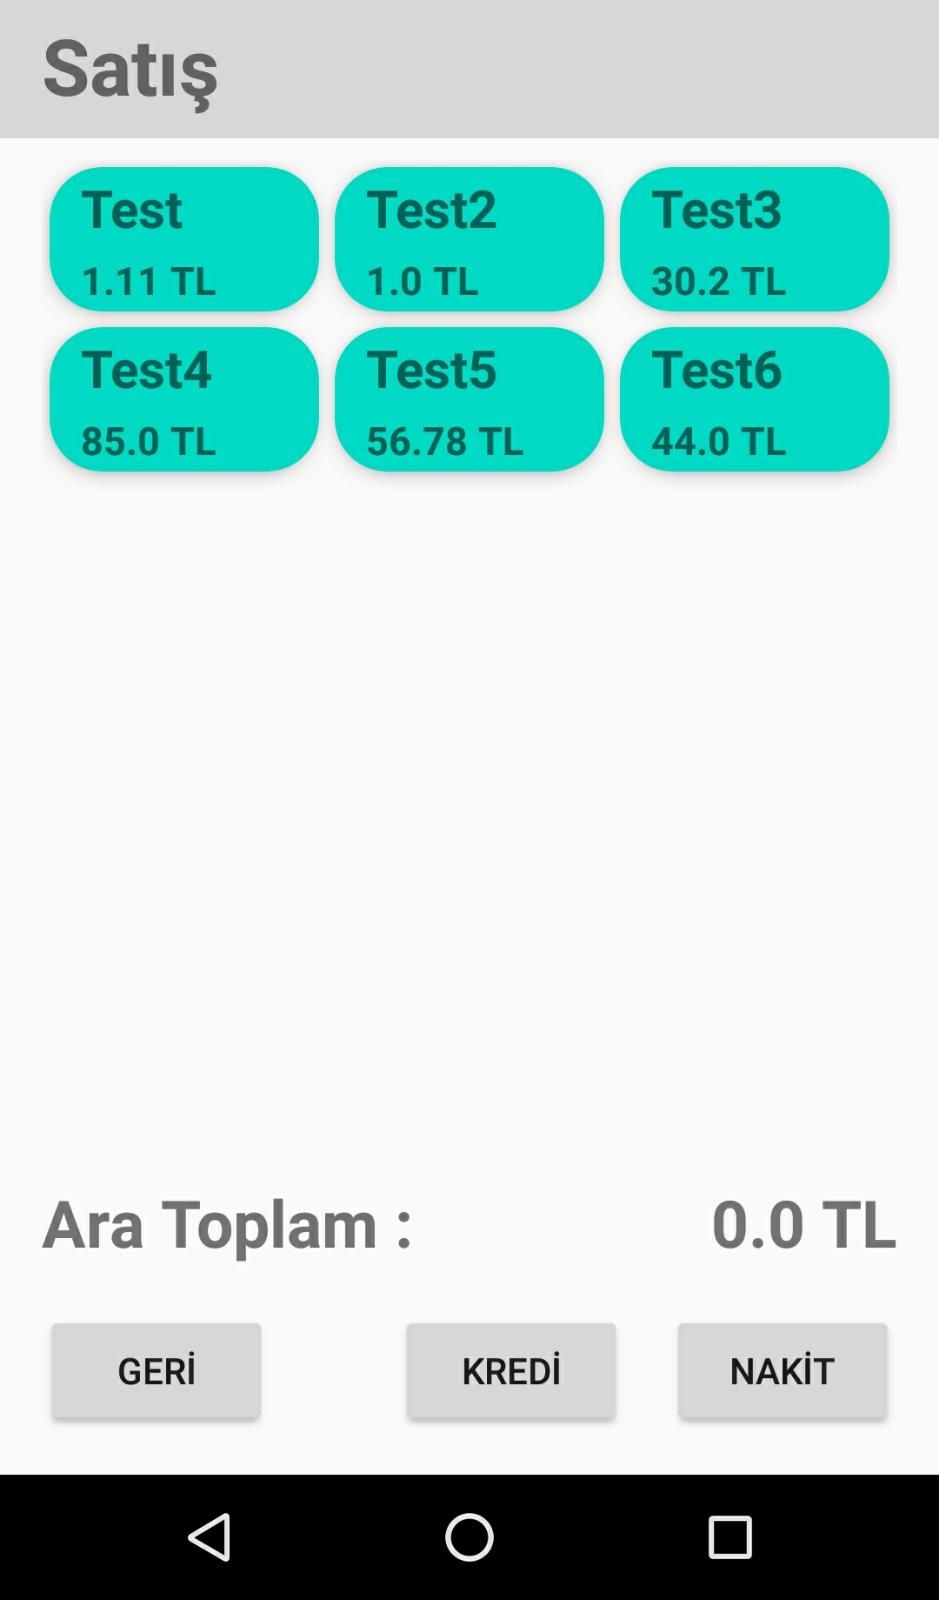 Satış
Test Test2 Test3
1.11 TL 1.0 TL 30.2 TL
Test4 Test5 Test6
85.0 TL 56.78 TL 44.0 TL
Ara Toplam : 0.0 TL
GERİ KREDİ NAKİT